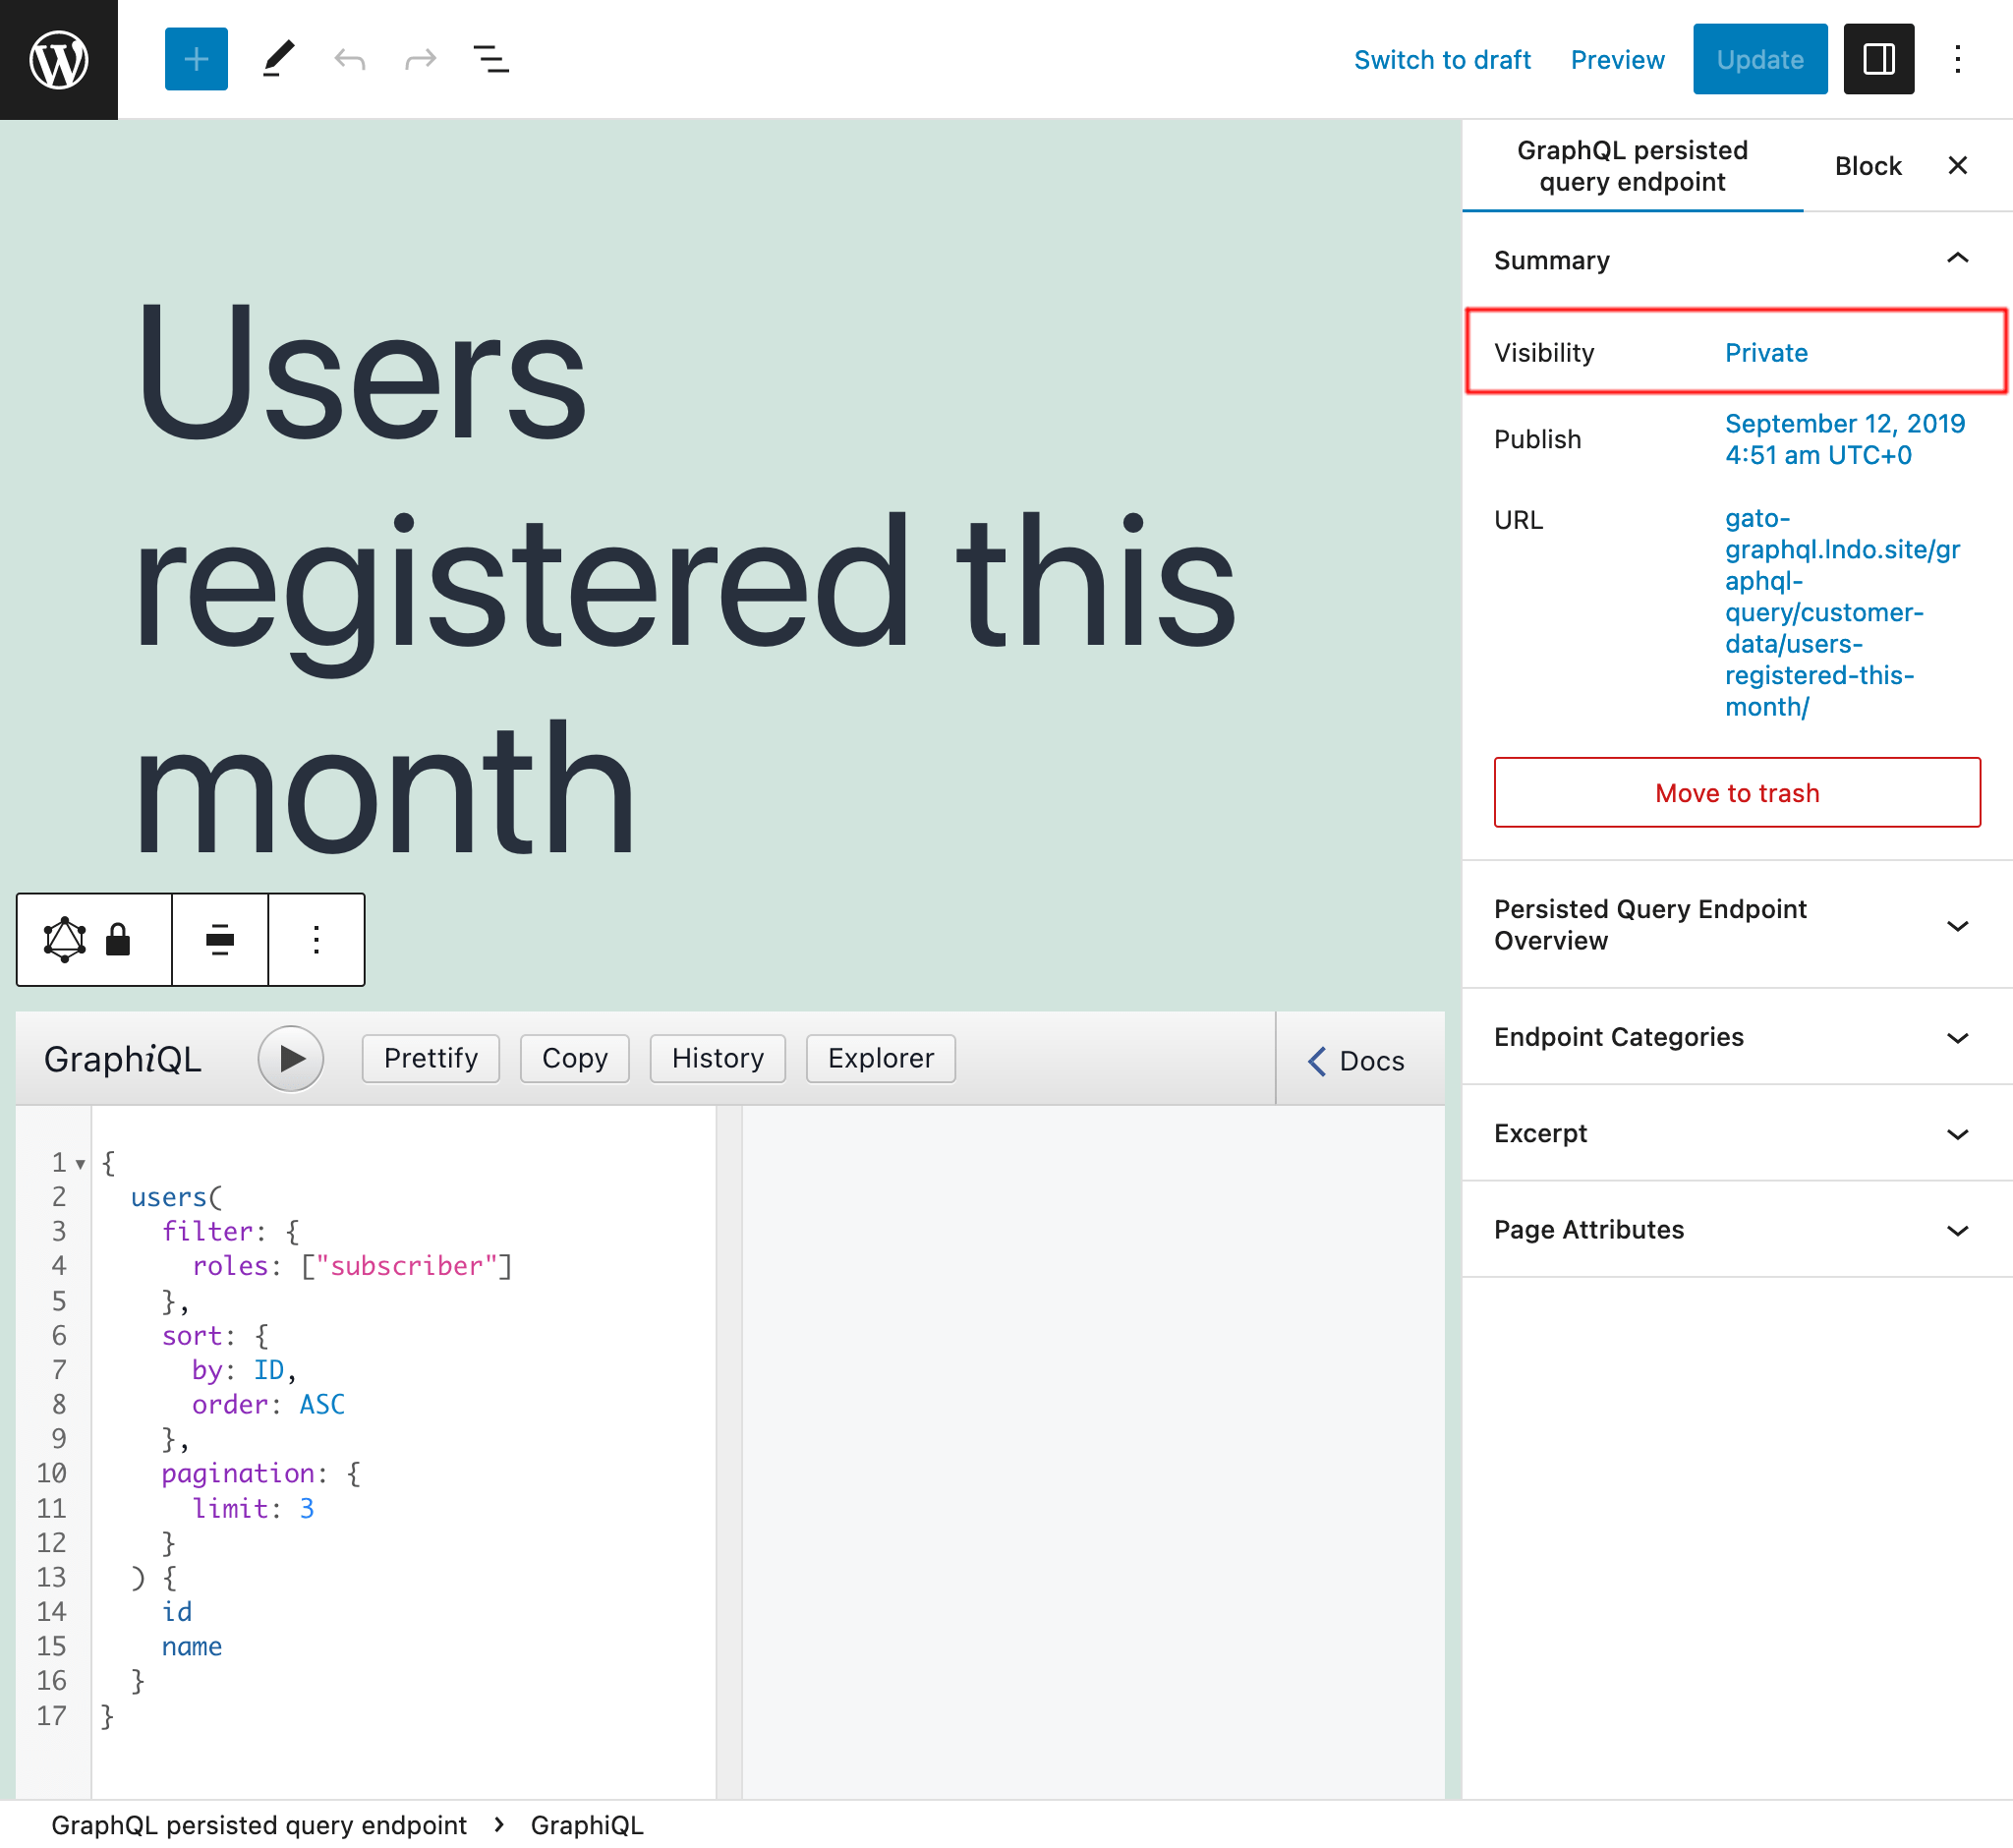 Switch to draft
Preview
Update
GraphQL persisted
query endpoint
Block
Summary
Visibility
Private
Publish
September 12, 2019
4:51 am UTC+0
URL
gato-
graphql.lndo.site/gr
aphql-
query/customer-
data/users-
registered-this-
month/
Move to trash
Persisted Query Endpoint
Overview
Endpoint Categories
Excerpt
Page Attributes
Users
registered this
month
GraphiQL
Prettify
Copy
History
Explorer
Docs
1 {
2 users(
3 filter: {
4 roles: ["subscriber"]
5 },
6 sort: {
7 by: ID,
8 order: ASC
9 },
10 pagination: {
11 limit: 3
12 }
13 ) {
14 id
15 name
16 }
17 }
GraphQL persisted query endpoint › GraphiQL